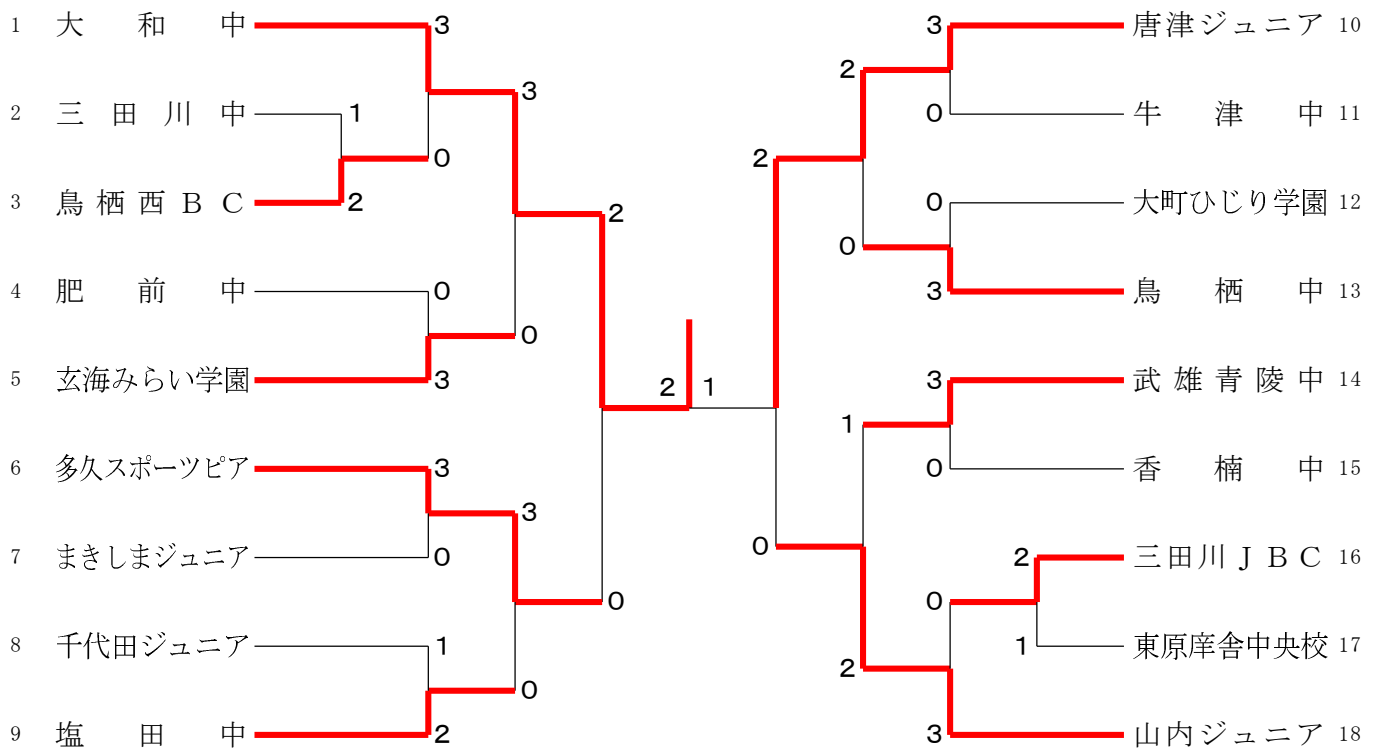 1 大和中 3 3 唐津ジュニア 10
2 3
2 三田川中 1 0 牛津中 11
0 2
3 鳥栖西ＢＣ 2 0 大町ひじり学園 12
2 0
4 肥前中 0 3 鳥栖中 13
0
5 玄海みらい学園 3 2 1 3 武雄青陵中 14
1
6 多久スポーツピア 3 0 香楠中 15
3 0
7 まきしまジュニア 0 2 三田川ＪＢＣ 16
0 0
8 千代田ジュニア 1 1 東原庠舎中央校 17
0 2
9 塩田中 2 3 山内ジュニア 18